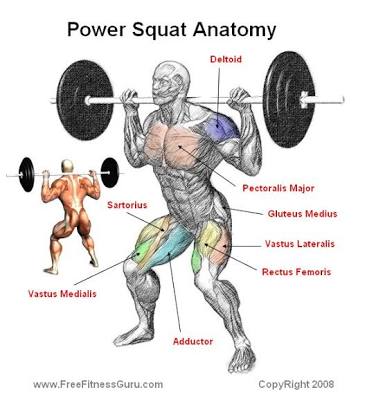 Power Squat Anatomy
Deltoid
Pectoralis Major
Sartorius
Gluteus Medius
Vastus Lateralis
Rectus Femoris
Vastus Medialis
Adductor
www.FreeFitnessGuru.com
CopyRight 2008